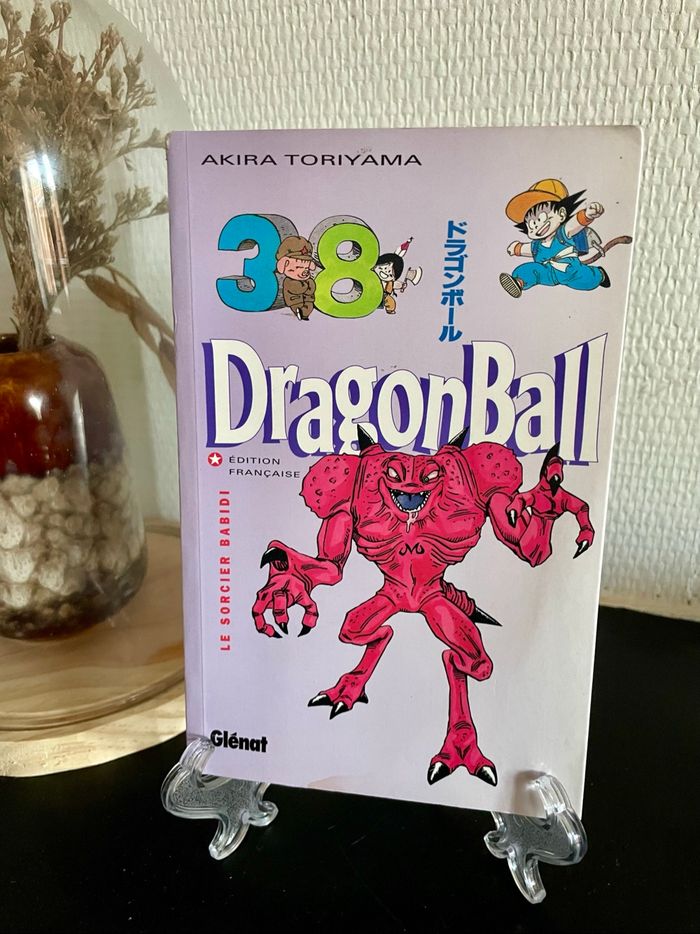 AKIRA TORIYAMA
38
ドラゴンボール
DragonBall
ÉDITION
FRANÇAISE
LE SORCIER BABIDI
Glénat